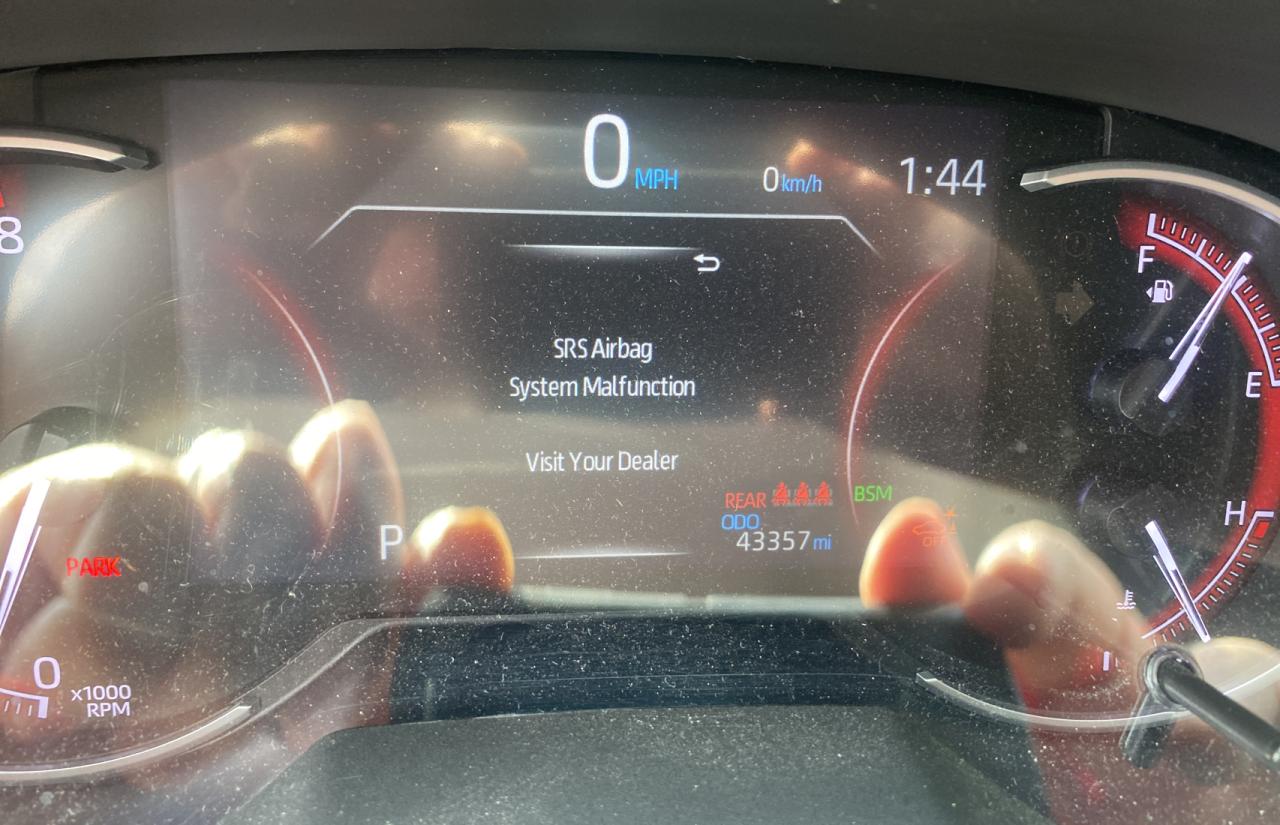 0 MPH
0 km/h
1:44
8
F
SRS Airbag
System Malfunction
E
Visit Your Dealer
REAR
BSM
ODO
43357 mi
H
P
OFF
PARK
0
x1000
RPM